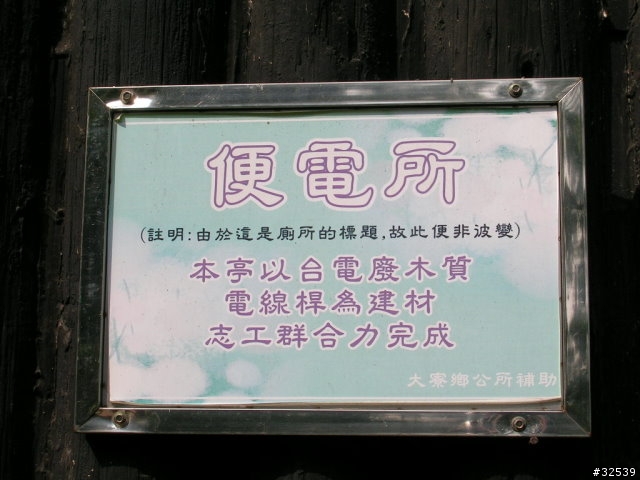 便電所
(註明:由於這是廁所的標題,故此便非彼變)
本亭以台電廢木質
電線桿為建材
志工群合力完成
大寮鄉公所補助
#32539